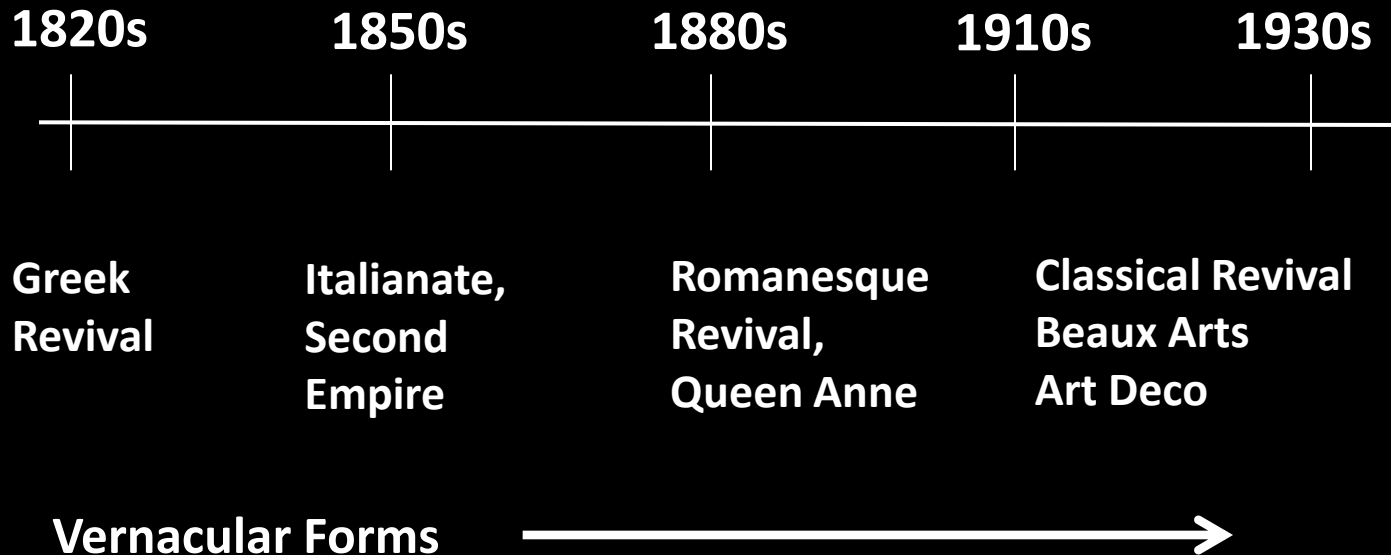 1820s 1850s 1880s 1910s 1930s
Greek
Revival
Italianate,
Second
Empire
Romanesque
Revival,
Queen Anne
Classical Revival
Beaux Arts
Art Deco
Vernacular Forms